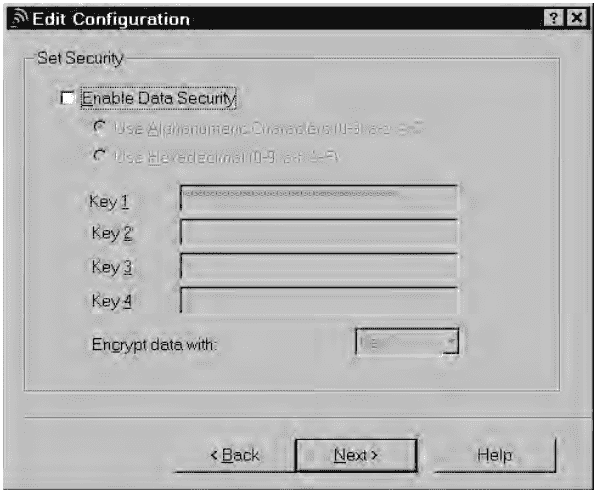 Edit Configuration
Set Security
Enable Data Security
Use Alphanumeric Characters (0-9, a-z, A-Z)
Use Hexedecimal (0-9, a-f, A-F)
Key 1
Key 2
Key 3
Key 4
Encrypt data with:
< Back
Next >
Help